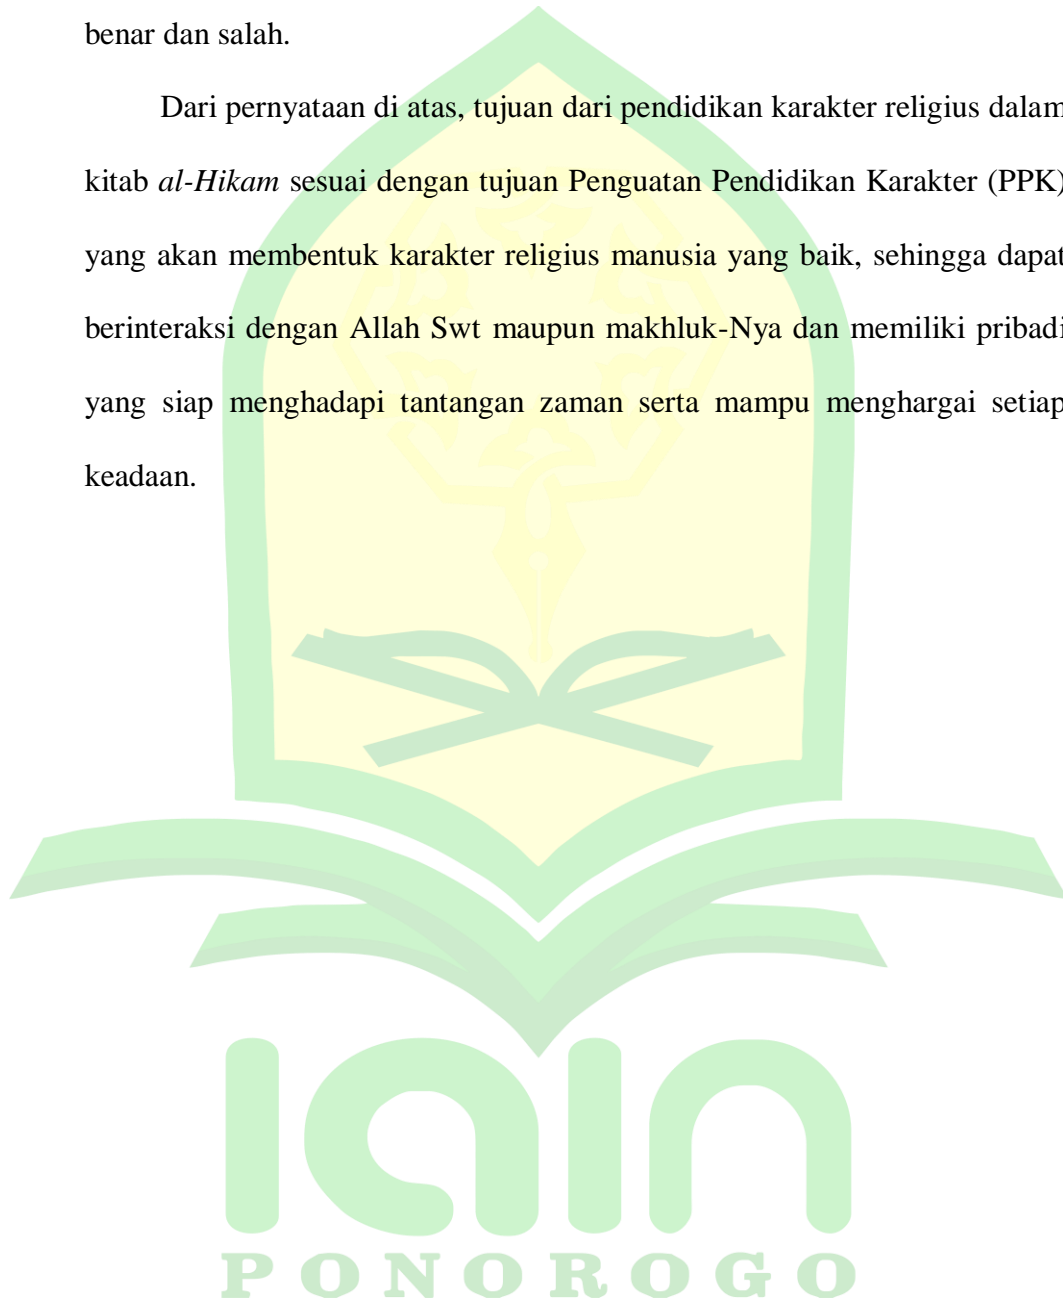 benar dan salah.
Dari pernyataan di atas, tujuan dari pendidikan karakter religius dalam
kitab al-Hikam sesuai dengan tujuan Penguatan Pendidikan Karakter (PPK)
yang akan membentuk karakter religius manusia yang baik, sehingga dapat
berinteraksi dengan Allah Swt maupun makhluk-Nya dan memiliki pribadi
yang siap menghadapi tantangan zaman serta mampu menghargai setiap
keadaan.
iain
PONOROGO